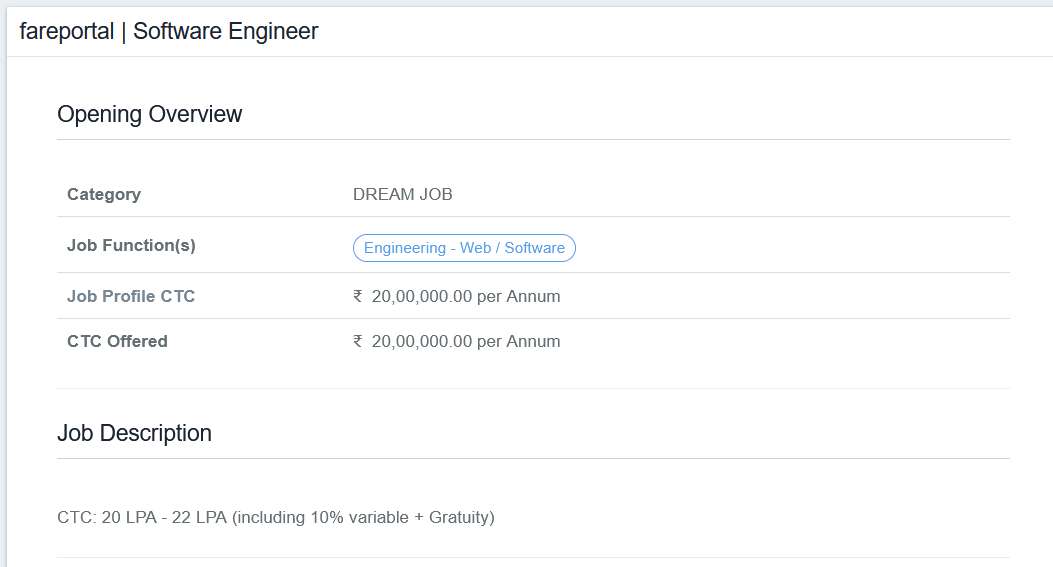 fareportal | Software Engineer
Opening Overview
Category DREAM JOB
Job Function(s) Engineering - Web / Software
Job Profile CTC ₹ 20,00,000.00 per Annum
CTC Offered ₹ 20,00,000.00 per Annum
Job Description
CTC: 20 LPA - 22 LPA (including 10% variable + Gratuity)